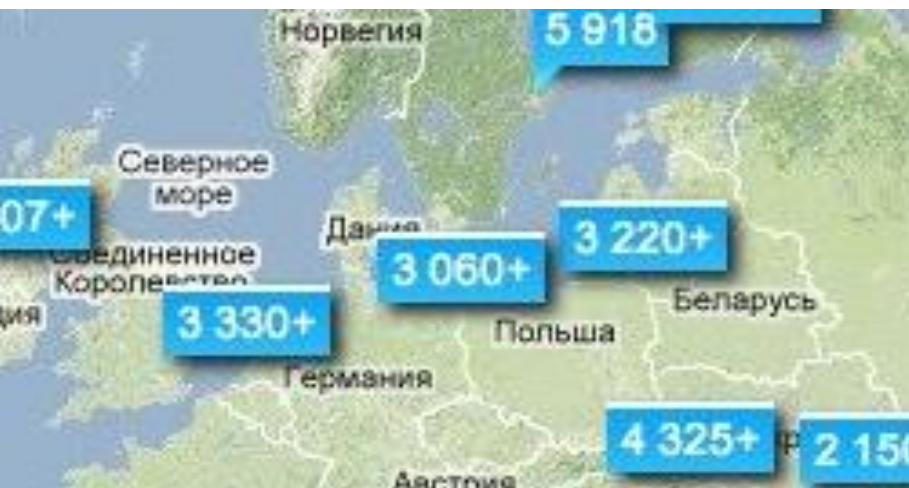 Норвегия
5 918
Северное
море
07+
Дания
3 220+
Соединенное
Королевство
3 060+
Беларусь
3 330+
Польша
Германия
4 325+
2 150
Австрия